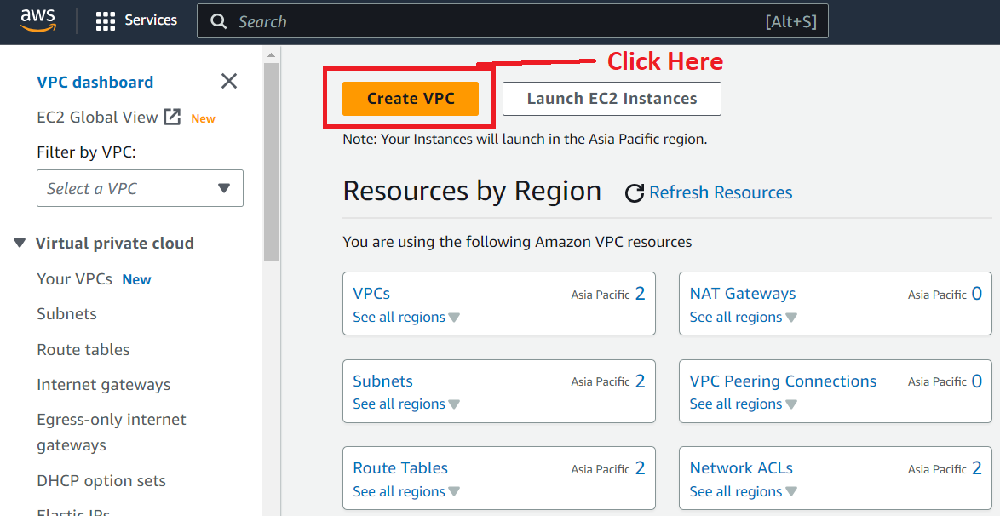 aws
Services
Search
[Alt+S]
VPC dashboard
EC2 Global View New
Filter by VPC:
Select a VPC
Virtual private cloud
Your VPCs New
Subnets
Route tables
Internet gateways
Egress-only internet
gateways
DHCP option sets
Elastic IPs
Click Here
Create VPC
Launch EC2 Instances
Note: Your Instances will launch in the Asia Pacific region.
Resources by Region
Refresh Resources
You are using the following Amazon VPC resources
VPCs Asia Pacific 2
See all regions
NAT Gateways Asia Pacific 0
See all regions
Subnets Asia Pacific 2
See all regions
VPC Peering Connections Asia Pacific 0
See all regions
Route Tables Asia Pacific 2
See all regions
Network ACLs Asia Pacific 2
See all regions